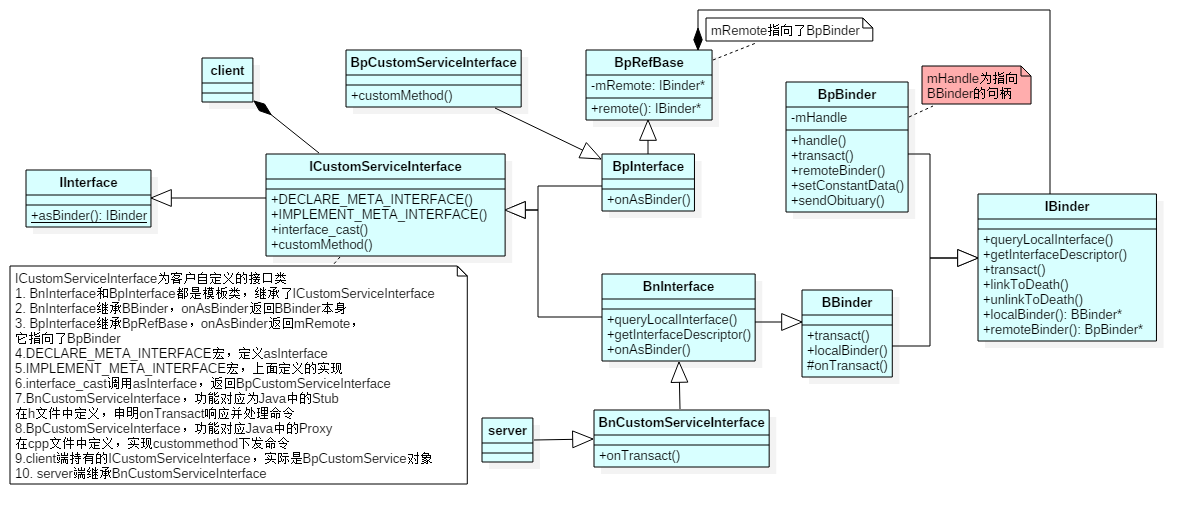 mRemote指向了BpBinder
client
BpCustomServiceInterface
+customMethod()
BpRefBase
-mRemote: IBinder*
+remote(): IBinder*
BpBinder
-mHandle
+handle()
+transact()
+remoteBinder()
+setConstantData()
+sendObituary()
mHandle为指向
BBinder的句柄
IInterface
+asBinder(): IBinder
ICustomServiceInterface
+DECLARE_META_INTERFACE()
+IMPLEMENT_META_INTERFACE()
+interface_cast()
+customMethod()
BpInterface
+onAsBinder()
IBinder
+queryLocalInterface()
+getInterfaceDescriptor()
+transact()
+linkToDeath()
+unlinkToDeath()
+localBinder(): BBinder*
+remoteBinder(): BpBinder*
ICustomServiceInterface为客户自定义的接口类
1. BnInterface和BpInterface都是模板类，继承了ICustomServiceInterface
2. BnInterface继承BBinder，onAsBinder返回BBinder本身
3. BpInterface继承BpRefBase，onAsBinder返回mRemote，
它指向了BpBinder
4.DECLARE_META_INTERFACE宏，定义asInterface
5.IMPLEMENT_META_INTERFACE宏，上面定义的实现
6.interface_cast调用asInterface，返回BpCustomServiceInterface
7.BnCustomServiceInterface，功能对应为Java中的Stub
在h文件中定义，申明onTransact响应并处理命令
8.BpCustomServiceInterface，功能对应Java中的Proxy
在cpp文件中定义，实现custommethod下发命令
9.client端持有的ICustomServiceInterface，实际是BpCustomService对象
10. server端继承BnCustomServiceInterface
BnInterface
+queryLocalInterface()
+getInterfaceDescriptor()
+onAsBinder()
BBinder
+transact()
+localBinder()
#onTransact()
server
BnCustomServiceInterface
+onTransact()